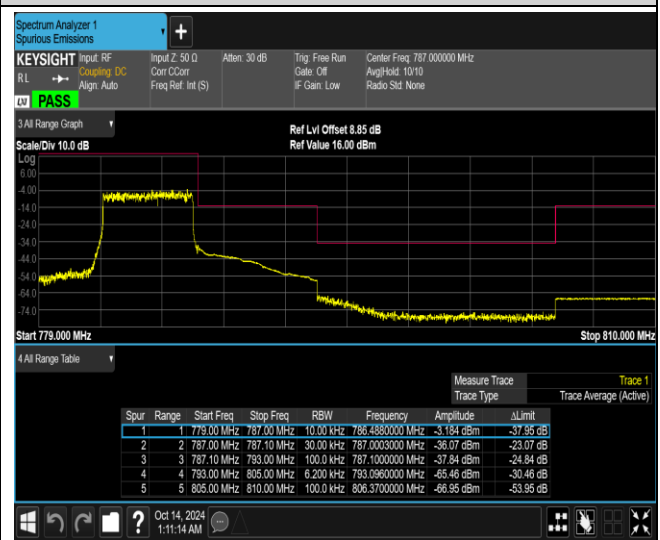 Spectrum Analyzer 1
Spurious Emissions
+
KEYSIGHT Input: RF Input Z: 50 Ω Atten: 30 dB Trig: Free Run Center Freq: 787.000000 MHz
RL Coupling: DC Corr CCorr Gate: Off Avg|Hold: 10/10
Align: Auto Freq Ref: Int (S) IF Gain: Low Radio Std: None
LXI PASS
3 All Range Graph
Ref Lvl Offset 8.85 dB
Scale/Div 10.0 dB Ref Value 16.00 dBm
Log
6.00
-4.00
-14.0
-24.0
-34.0
-44.0
-54.0
-64.0
-74.0
Start 779.000 MHz Stop 810.000 MHz
4 All Range Table
Measure Trace Trace 1
Trace Type Trace Average (Active)
Spur Range Start Freq Stop Freq RBW Frequency Amplitude ΔLimit
1 1 779.00 MHz 787.00 MHz 10.00 kHz 786.4880000 MHz -3.184 dBm -37.95 dB
2 2 787.00 MHz 787.10 MHz 30.00 kHz 787.0003000 MHz -36.07 dBm -23.07 dB
3 3 787.10 MHz 793.00 MHz 100.0 kHz 787.1000000 MHz -37.84 dBm -24.84 dB
4 4 793.00 MHz 805.00 MHz 6.200 kHz 793.0960000 MHz -65.46 dBm -30.46 dB
5 5 805.00 MHz 810.00 MHz 100.0 kHz 806.3700000 MHz -66.95 dBm -53.95 dB
? Oct 14, 2024
1:11:14 AM